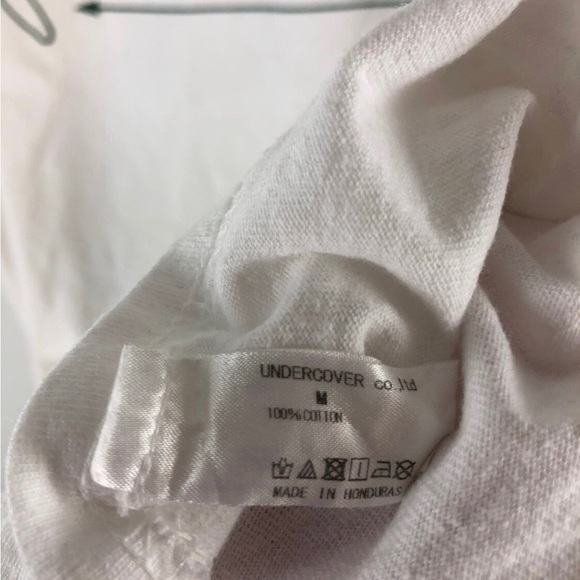 UNDERCOVER co.,ltd
M
100% COTTON
MADE IN HONDURAS